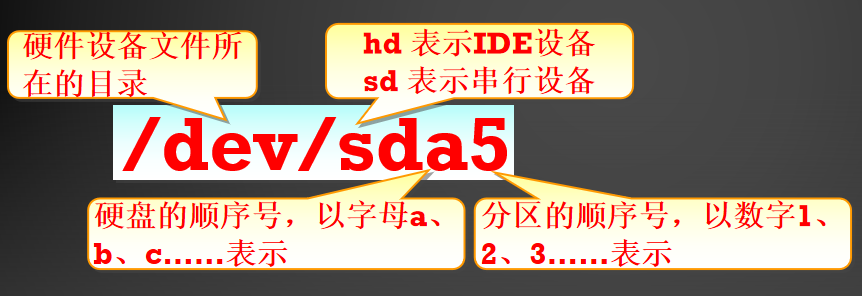 硬件设备文件所
在的目录
hd 表示IDE设备
sd 表示串行设备
/dev/sda5
硬盘的顺序号，以字母a、
b、c……表示
分区的顺序号，以数字1、
2、3……表示